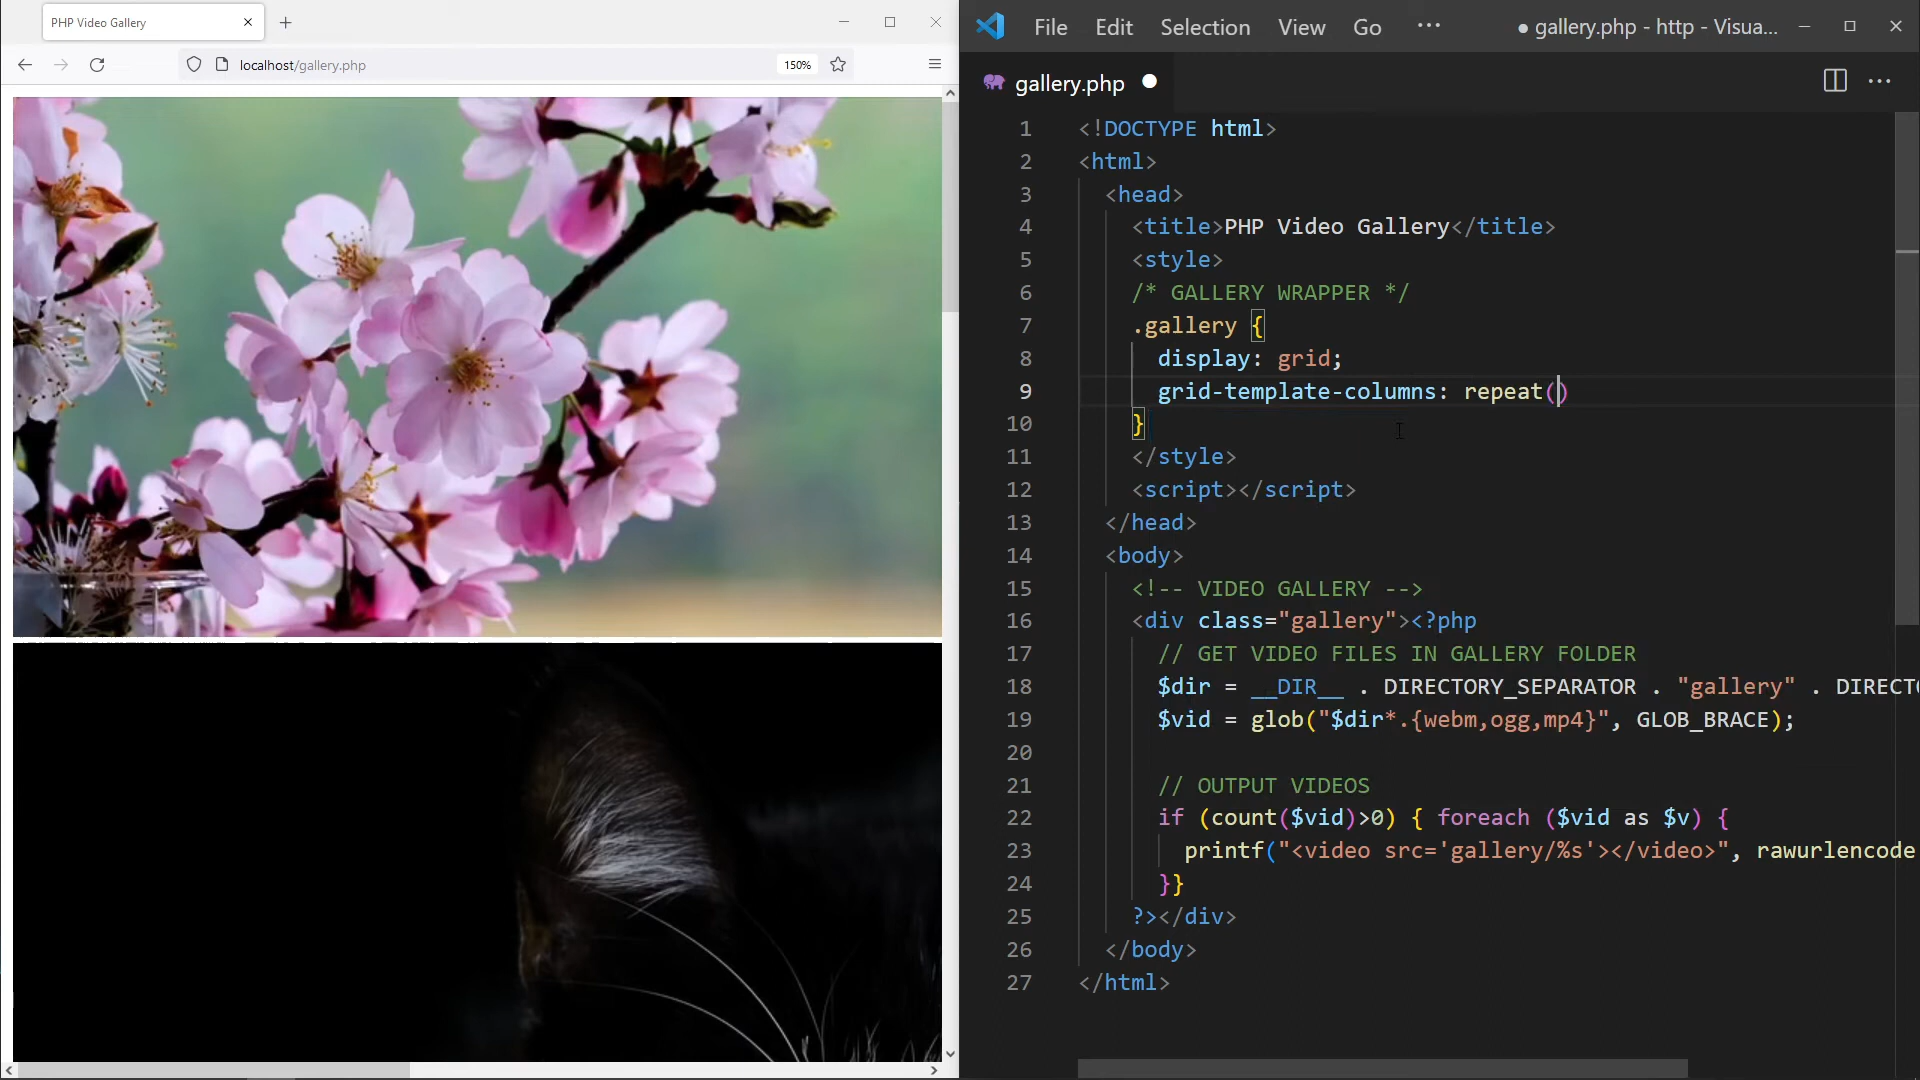 PHP Video Gallery
localhost/gallery.php
150%
File Edit Selection View Go ···
● gallery.php - http - Visua...
gallery.php
1 <!DOCTYPE html>
2 <html>
3 <head>
4 <title>PHP Video Gallery</title>
5 <style>
6 /* GALLERY WRAPPER */
7 .gallery {
8 display: grid;
9 grid-template-columns: repeat()
10 }
11 </style>
12 <script></script>
13 </head>
14 <body>
15 <!-- VIDEO GALLERY -->
16 <div class="gallery"><?php
17 // GET VIDEO FILES IN GALLERY FOLDER
18 $dir = __DIR__ . DIRECTORY_SEPARATOR . "gallery" . DIRECT
19 $vid = glob("$dir*.{webm,ogg,mp4}", GLOB_BRACE);
20
21 // OUTPUT VIDEOS
22 if (count($vid)>0) { foreach ($vid as $v) {
23 printf("<video src='gallery/%s'></video>", rawurlencode
24 }}
25 ?></div>
26 </body>
27 </html>